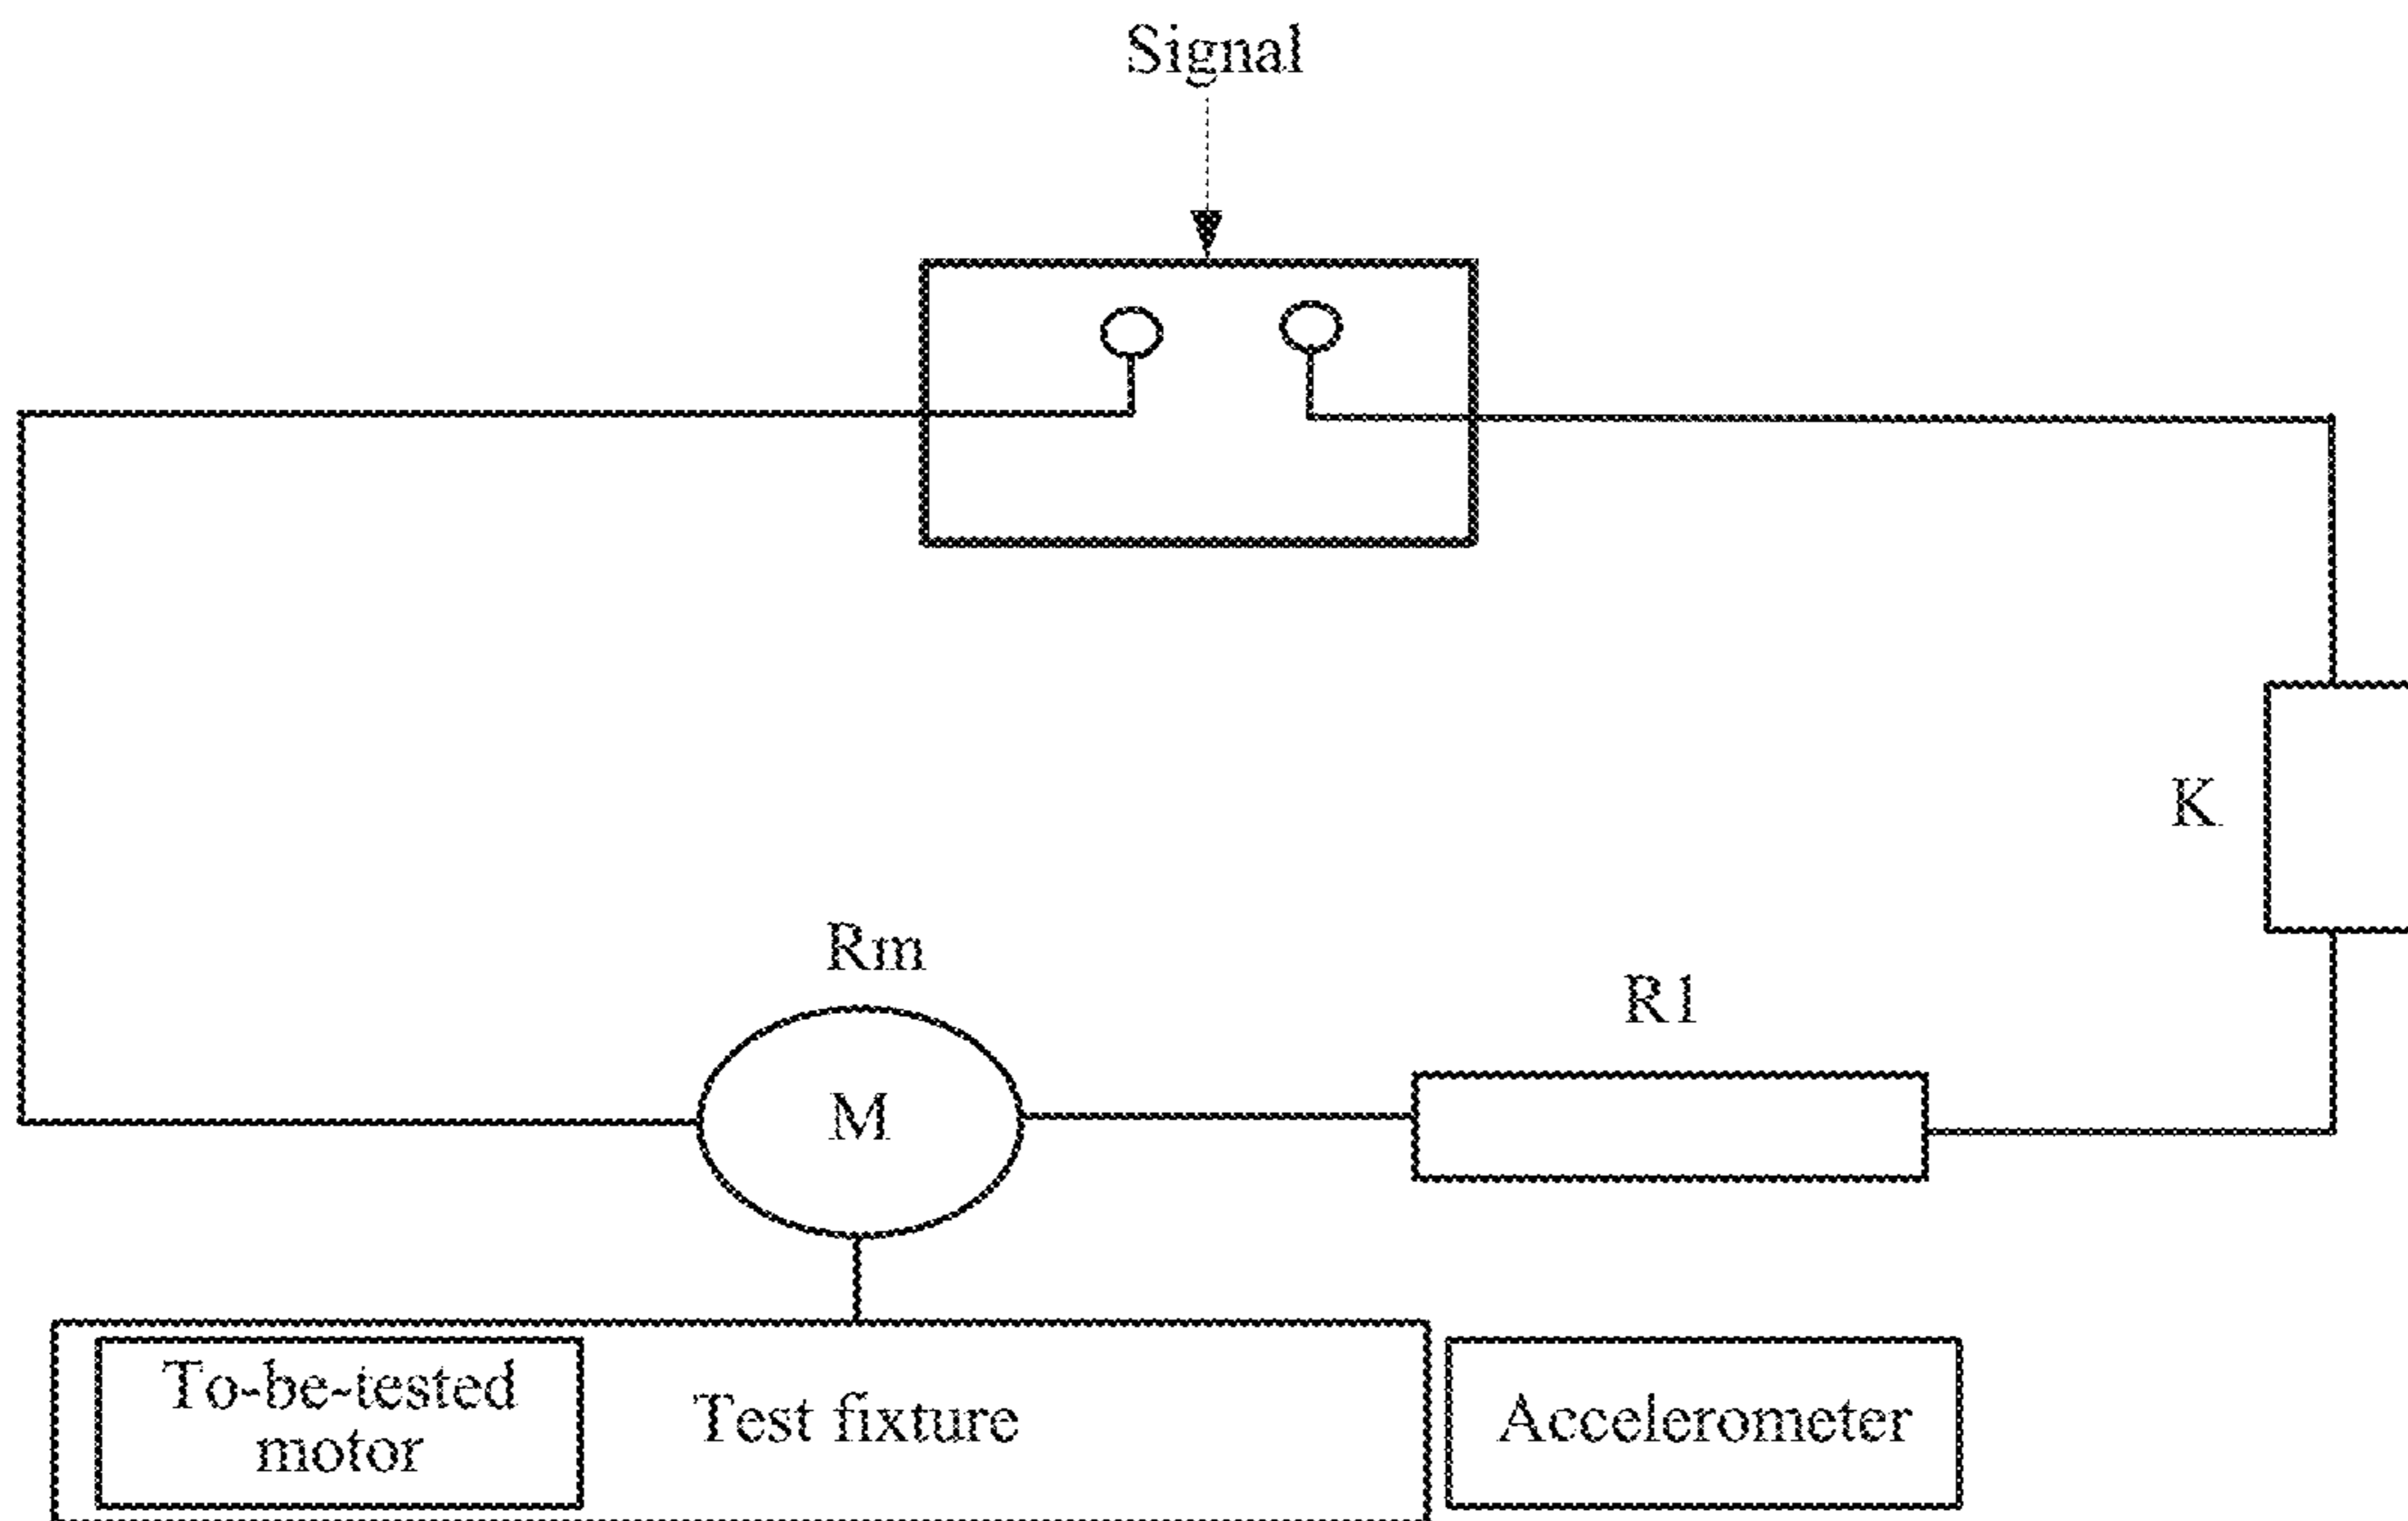 Signal
K
Rm
R1
M
To-be-tested
motor
Test fixture
Accelerometer